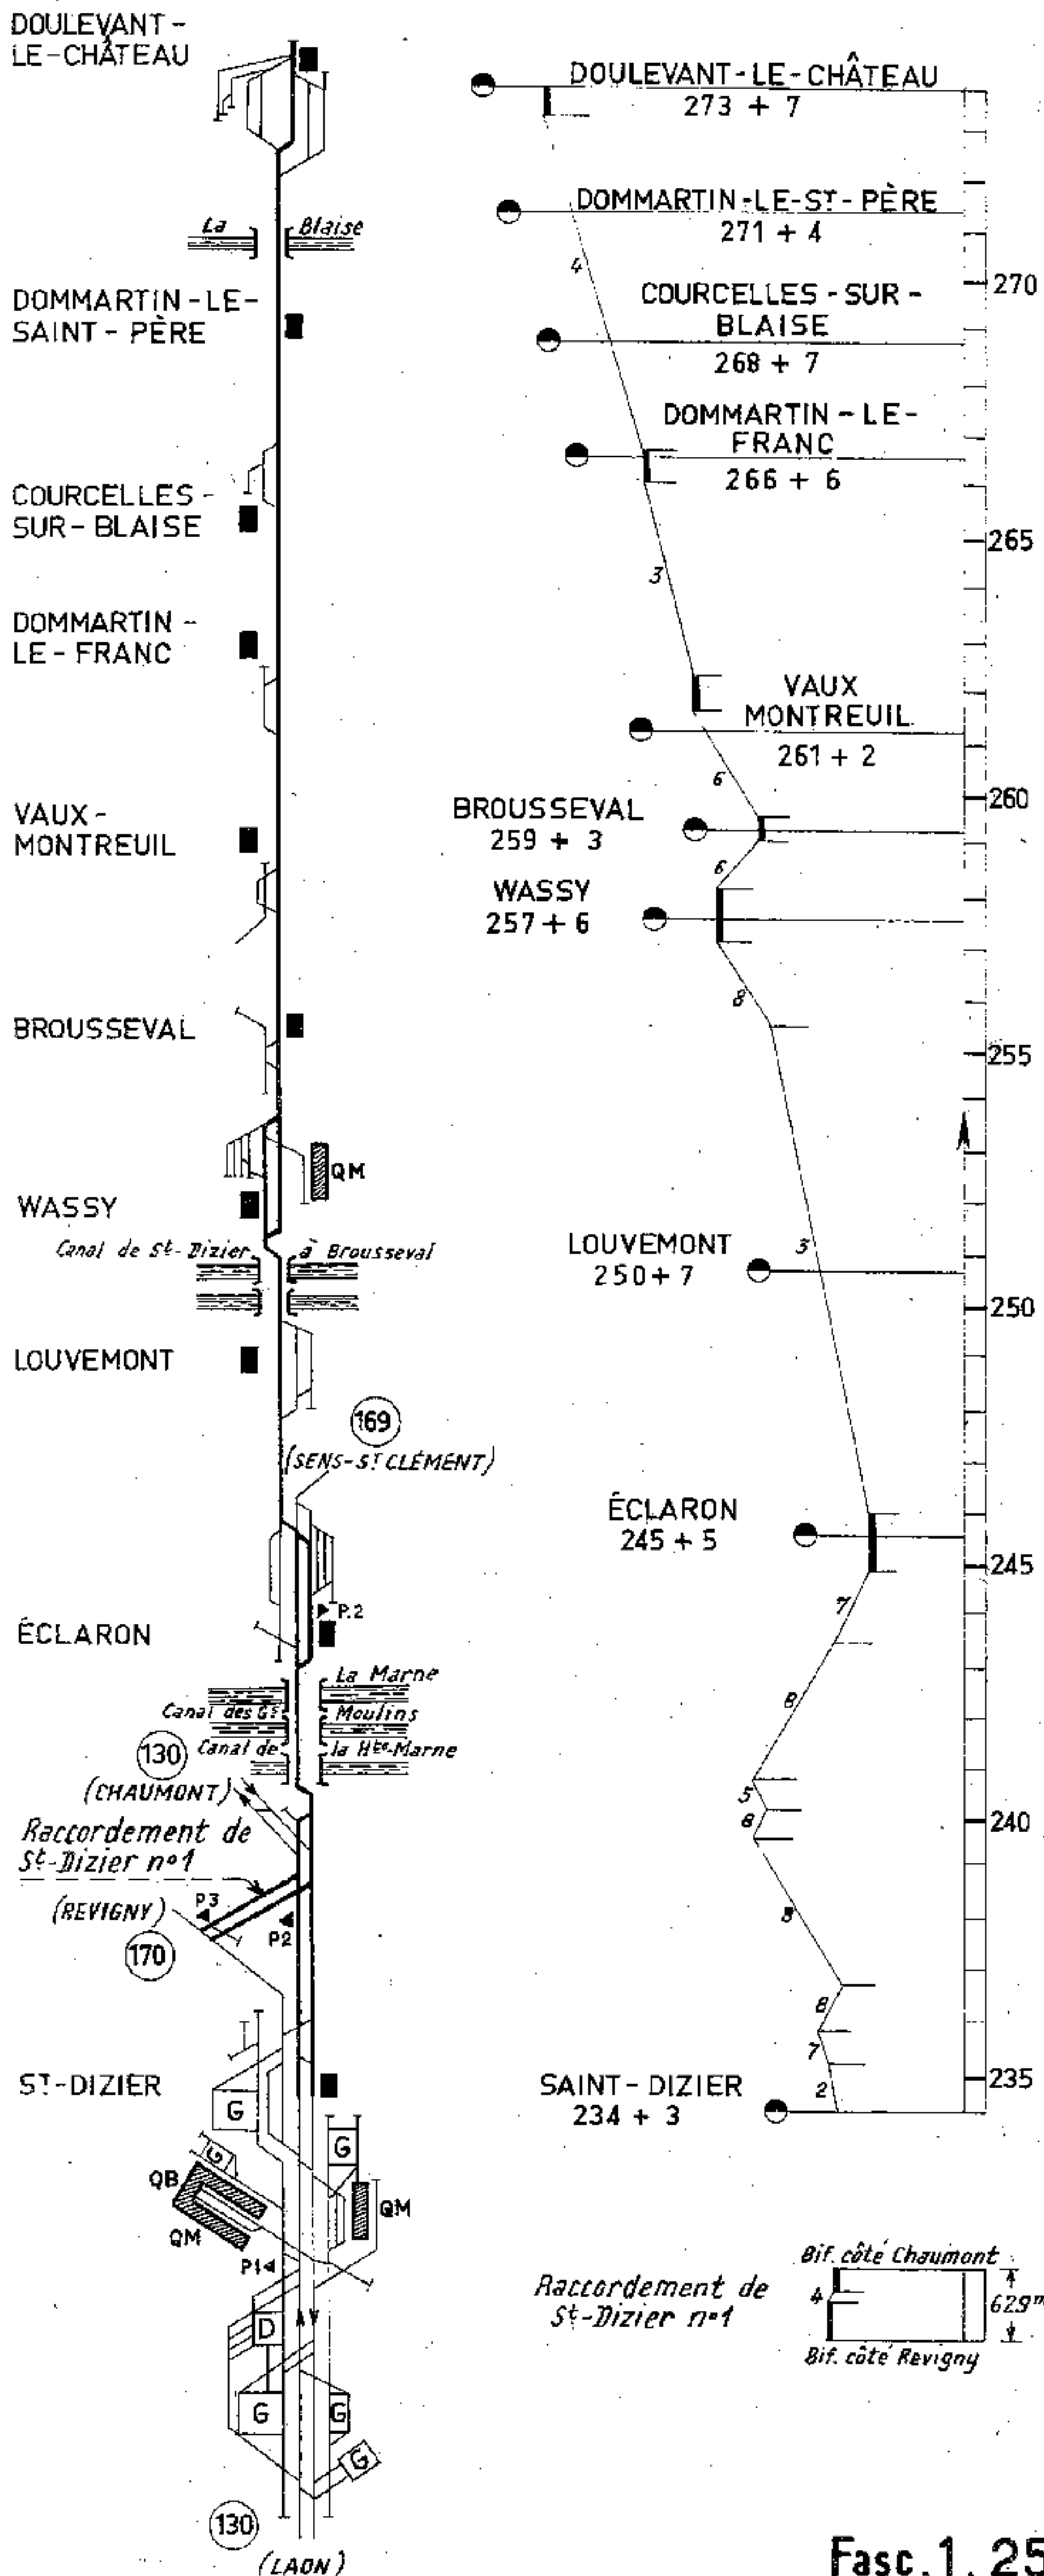 DOULEVANT-
LE-CHÂTEAU
La Blaise
DOMMARTIN-LE-
SAINT-PÈRE
COURCELLES-
SUR-BLAISE
DOMMARTIN-
LE-FRANC
VAUX-
MONTREUIL
BROUSSEVAL
QM
WASSY
Canal de St-Dizier à Brousseval
LOUVEMONT
169
(SENS-ST CLÉMENT)
P.2
ÉCLARON
La Marne
Canal des Gds Moulins
Canal de la Hte-Marne
130
(CHAUMONT)
Raccordement de
St-Dizier n°1
P3
(REVIGNY)
P2
170
ST-DIZIER
G
G
G
QB
QM
QM
P1
D
G
G
G
130
(LAON)
DOULEVANT-LE-CHÂTEAU
273 + 7
DOMMARTIN-LE-ST-PÈRE
271 + 4
4
270
COURCELLES-SUR-
BLAISE
268 + 7
DOMMARTIN-LE-
FRANC
266 + 6
265
3
VAUX
MONTREUIL
261 + 2
6
260
BROUSSEVAL
259 + 3
6
WASSY
257 + 6
8
255
LOUVEMONT
250 + 7
3
250
ÉCLARON
245 + 5
245
7
8
5
8
240
8
8
7
2
235
SAINT-DIZIER
234 + 3
Bif. côté Chaumont
Raccordement de
St-Dizier n°1
4
629m
Bif. côté Revigny
Fasc. 1. 25